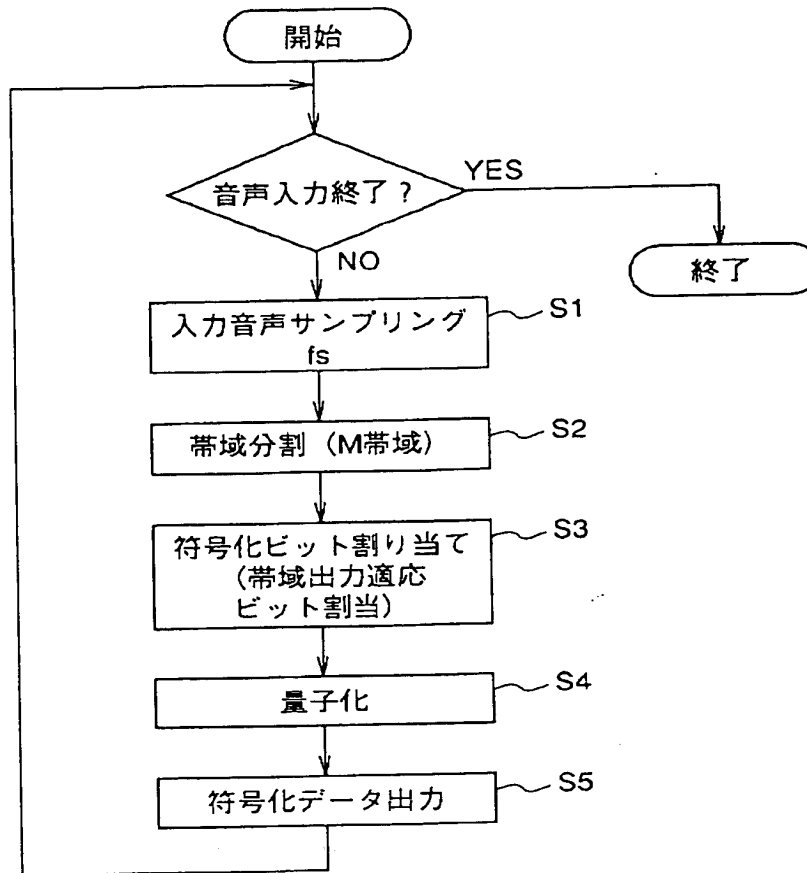 開始
音声入力終了?
YES
NO
終了
入力音声サンプリング
fs
S1
帯域分割(M帯域)
S2
符号化ビット割り当て
(帯域出力適応
ビット割当)
S3
量子化
S4
符号化データ出力
S5